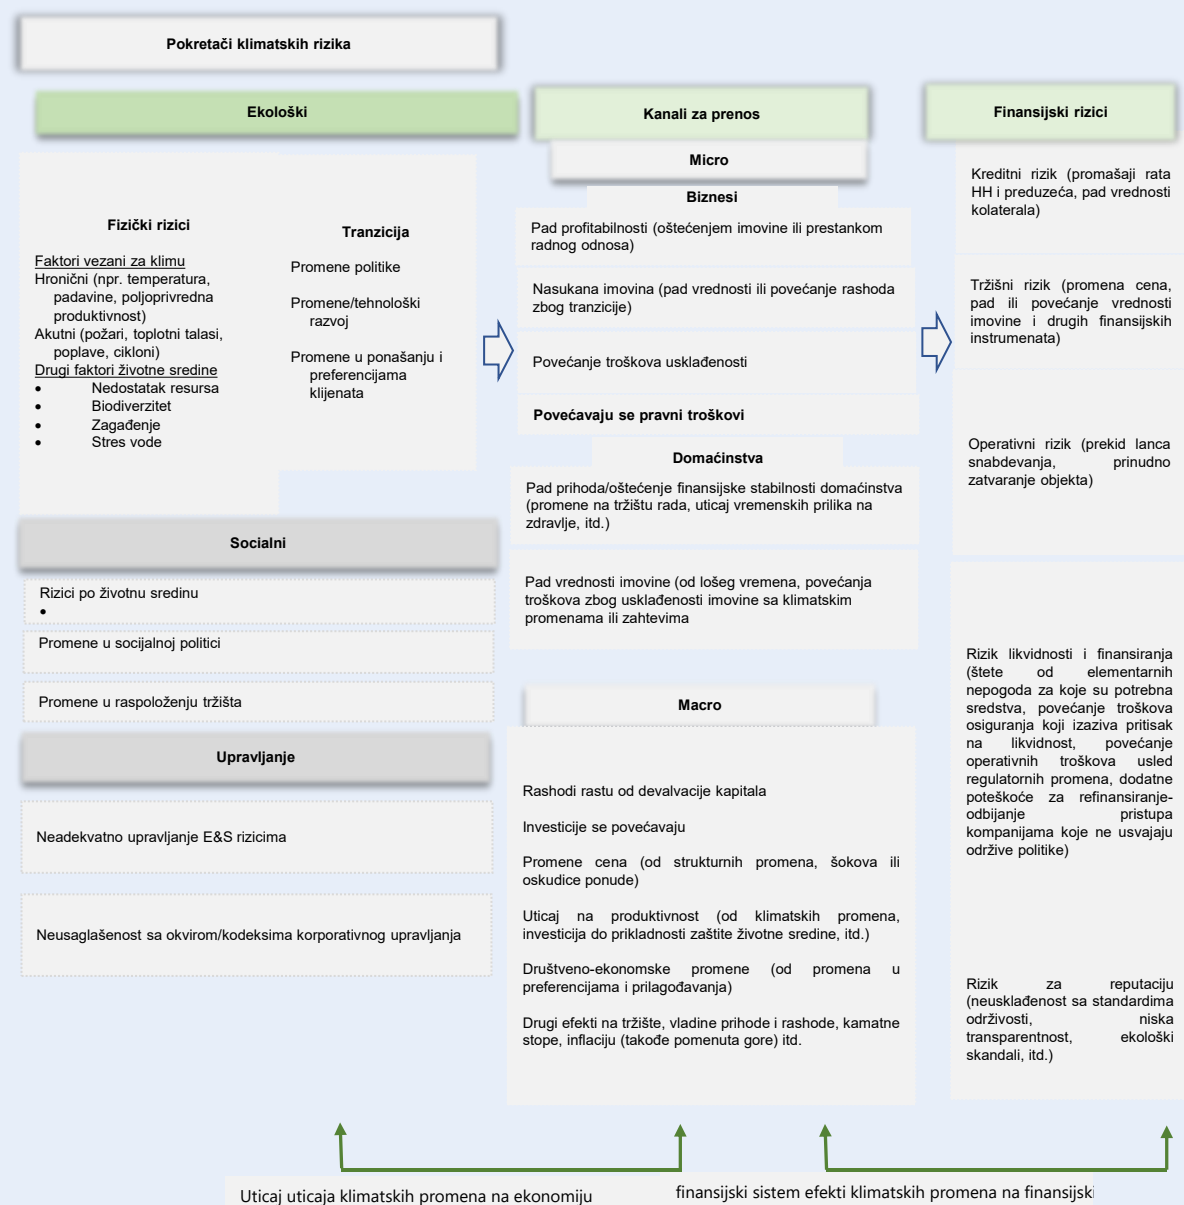 Pokretači klimatskih rizika
Ekološki
Fizički rizici
Faktori vezani za klimu
Hronični (npr. temperatura,
padavine, poljoprivredna
produktivnost)
Akutni (požari, toplotni talasi,
poplave, cikloni)
Drugi faktori životne sredine
• Nedostatak resursa
• Biodiverzitet
• Zagađenje
• Stres vode
Tranzicija
Promene politike
Promene/tehnološki
razvoj
Promene u ponašanju i
preferencijama
klijenata
Socialni
Rizici po životnu sredinu
•
Promene u socijalnoj politici
Promene u raspoloženju tržišta
Upravljanje
Neadekvatno upravljanje E&S rizicima
Neusaglašenost sa okvirom/kodeksima korporativnog upravljanja
Kanali za prenos
Micro
Biznesi
Pad profitabilnosti (oštećenjem imovine ili prestankom
radnog odnosa)
Nasukana imovina (pad vrednosti ili povećanje rashoda
zbog tranzicije)
Povećanje troškova usklađenosti
Povećavaju se pravni troškovi
Domaćinstva
Pad prihoda/oštećenje finansijske stabilnosti domaćinstva
(promene na tržištu rada, uticaj vremenskih prilika na
zdravlje, itd.)
Pad vrednosti imovine (od lošeg vremena, povećanja
troškova zbog usklađenosti imovine sa klimatskim
promenama ili zahtevima
Macro
Rashodi rastu od devalvacije kapitala
Investicije se povećavaju
Promene cena (od strukturnih promena, šokova ili
oskudice ponude)
Uticaj na produktivnost (od klimatskih promena,
investicija do prikladnosti zaštite životne sredine, itd.)
Društveno-ekonomske promene (od promena u
preferencijama i prilagođavanja)
Drugi efekti na tržište, vladine prihode i rashode, kamatne
stope, inflaciju (takođe pomenuta gore) itd.
Finansijski rizici
Kreditni rizik (promašaji rata
HH i preduzeća, pad vrednosti
kolaterala)
Tržišni rizik (promena cena,
pad ili povećanje vrednosti
imovine i drugih finansijskih
instrumenata)
Operativni rizik (prekid lanca
snabdevanja, prinudno
zatvaranje objekta)
Rizik likvidnosti i finansiranja
(štete od elementarnih
nepogoda za koje su potrebna
sredstva, povećanje troškova
osiguranja koji izaziva pritisak
na likvidnost, povećanje
operativnih troškova usled
regulatornih promena, dodatne
poteškoće za refinansiranje-
odbijanje pristupa
kompanijama koje ne usvajaju
održive politike)
Rizik za reputaciju
(neusklađenost sa standardima
održivosti, niska
transparentnost, ekološki
skandali, itd.)
Uticaj uticaja klimatskih promena na ekonomiju
finansijski sistem efekti klimatskih promena na finansijski